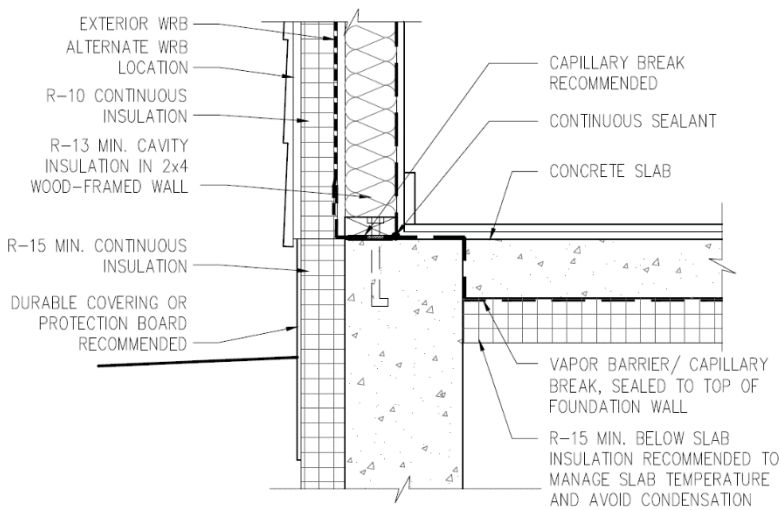 EXTERIOR WRB
ALTERNATE WRB
LOCATION
R-10 CONTINUOUS
INSULATION
R-13 MIN. CAVITY
INSULATION IN 2x4
WOOD-FRAMED WALL
R-15 MIN. CONTINUOUS
INSULATION
DURABLE COVERING OR
PROTECTION BOARD
RECOMMENDED
CAPILLARY BREAK
RECOMMENDED
CONTINUOUS SEALANT
CONCRETE SLAB
VAPOR BARRIER/ CAPILLARY
BREAK, SEALED TO TOP OF
FOUNDATION WALL
R-15 MIN. BELOW SLAB
INSULATION RECOMMENDED TO
MANAGE SLAB TEMPERATURE
AND AVOID CONDENSATION